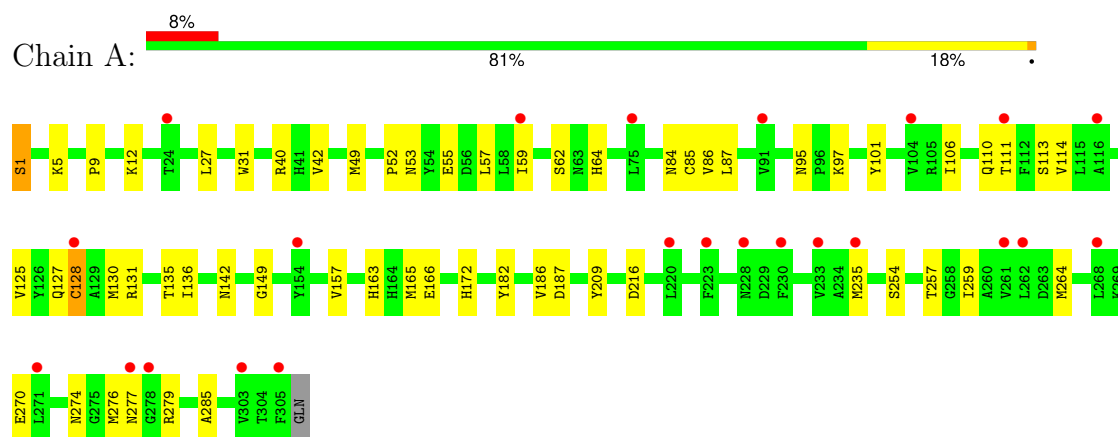 8%
Chain A:
81% 18% •
S1 K5 P9 K12 T24 L27 W31 R40 H41 V42 M49 P52 N53 Y54 E55 D56 L57 L58 I59 S62 N63 H64 L75 N84 C85 V86 L87 V91 N95 P96 K97 Y101 V104 R105 I106 Q110 T111 F112 S113 V114 L115 A116
V125 Y126 Q127 C128 A129 M130 R131 T135 I136 N142 G149 Y154 V157 H163 H164 M165 E166 H172 Y182 V186 D187 Y209 D216 L220 F223 N228 D229 F230 V233 A234 M235 S254 T257 G258 I259 A260 V261 L262 D263 M264 L268 K269
E270 L271 N274 G275 M276 N277 G278 R279 A285 V303 T304 F305 GLN